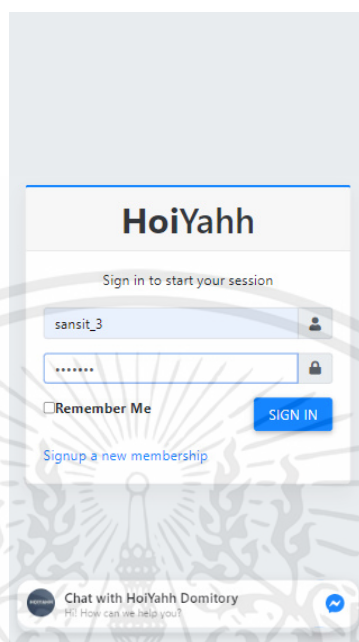 HoiYahh
Sign in to start your session
sansit_3
•••••••
Remember Me
SIGN IN
Signup a new membership
Chat with HoiYahh Domitory
Hi! How can we help you?